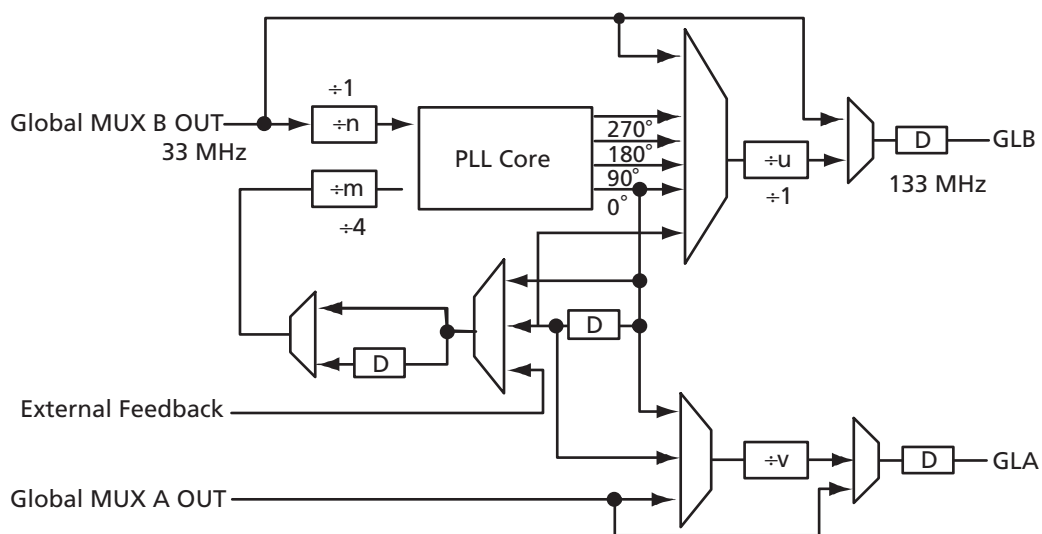 ÷1
Global MUX B OUT
÷n
33 MHz
PLL Core
270°
180°
90°
0°
÷u
÷1
D
GLB
133 MHz
÷m
÷4
D
D
External Feedback
÷v
D
GLA
Global MUX A OUT